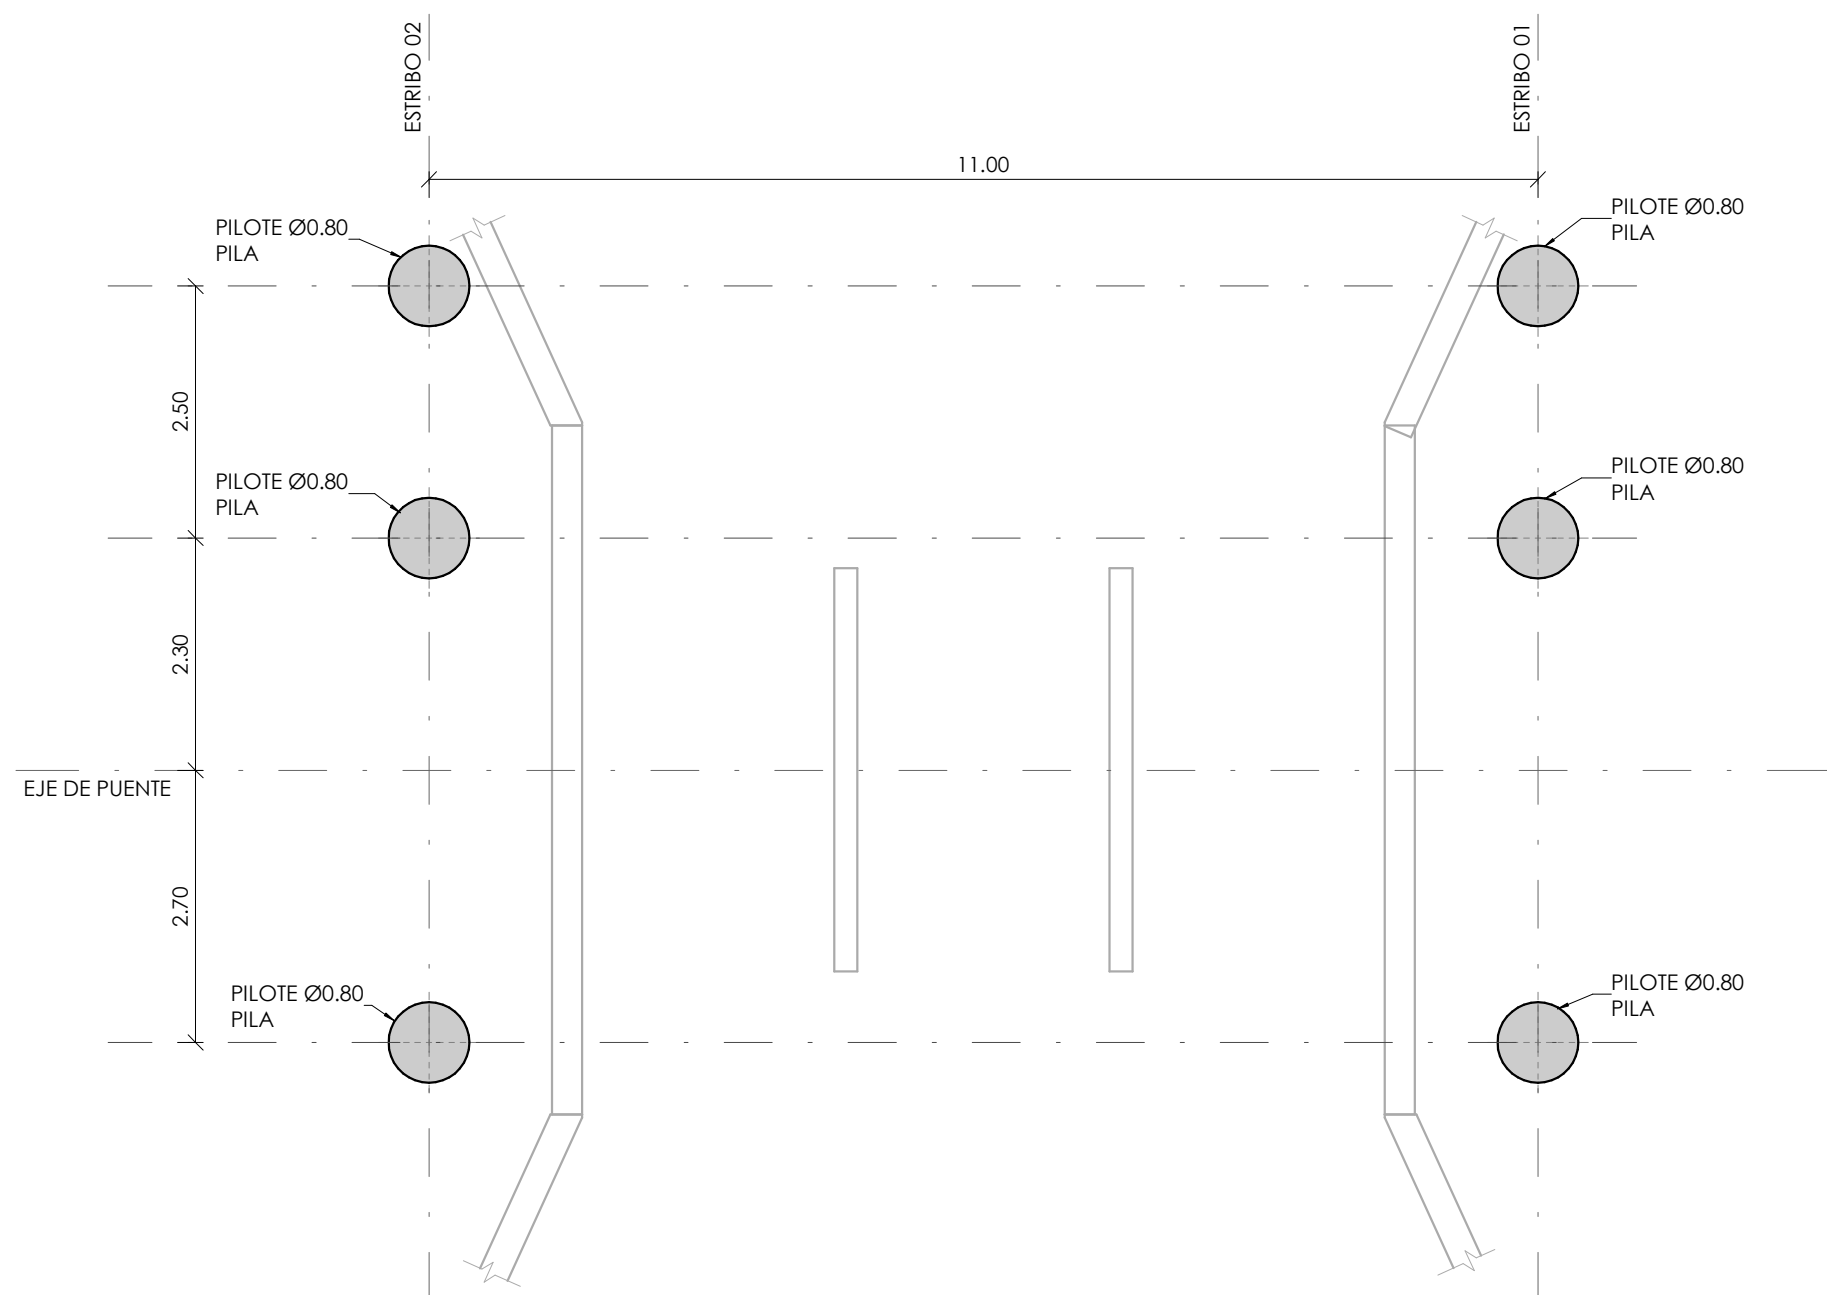 ESTRIBO 02
ESTRIBO 01
11.00
PILOTE Ø0.80
PILA
PILOTE Ø0.80
PILA
2.50
PILOTE Ø0.80
PILA
PILOTE Ø0.80
PILA
2.30
EJE DE PUENTE
2.70
PILOTE Ø0.80
PILA
PILOTE Ø0.80
PILA